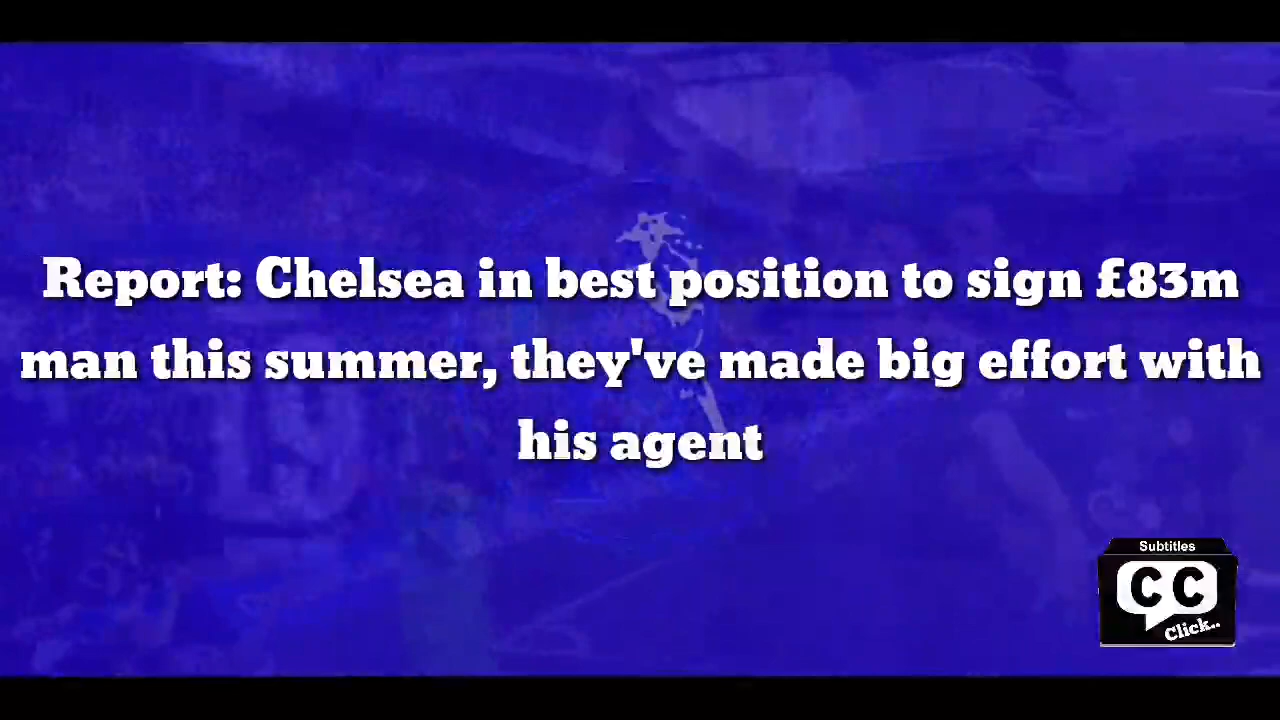 Report: Chelsea in best position to sign £83m
man this summer, they've made big effort with
his agent
Subtitles
CC
Click..